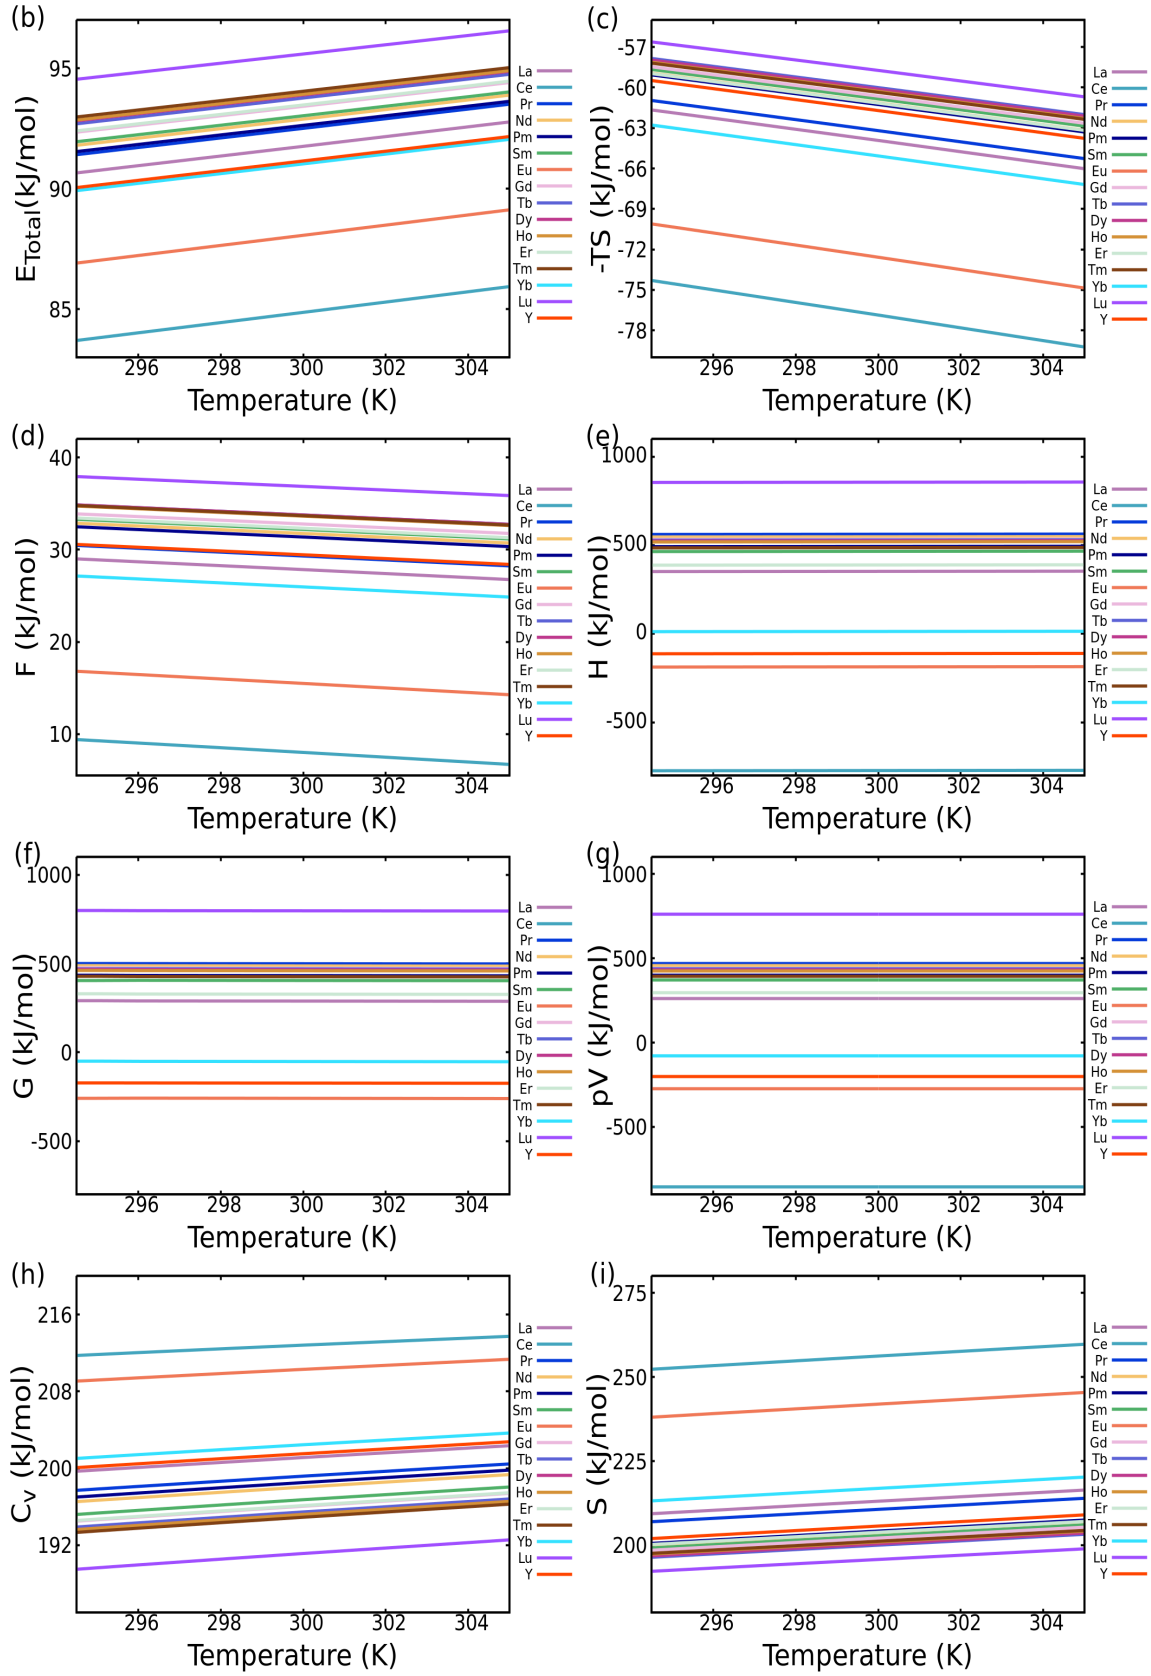 (b)
95
90
85
E_Total(kJ/mol)
296 298 300 302 304
Temperature (K)
La
Ce
Pr
Nd
Pm
Sm
Eu
Gd
Tb
Dy
Ho
Er
Tm
Yb
Lu
Y
(c)
-57
-60
-63
-66
-69
-72
-75
-78
-TS (kJ/mol)
296 298 300 302 304
Temperature (K)
La
Ce
Pr
Nd
Pm
Sm
Eu
Gd
Tb
Dy
Ho
Er
Tm
Yb
Lu
Y
(d)
40
30
20
10
F (kJ/mol)
296 298 300 302 304
Temperature (K)
La
Ce
Pr
Nd
Pm
Sm
Eu
Gd
Tb
Dy
Ho
Er
Tm
Yb
Lu
Y
(e)
1000
500
0
-500
H (kJ/mol)
296 298 300 302 304
Temperature (K)
La
Ce
Pr
Nd
Pm
Sm
Eu
Gd
Tb
Dy
Ho
Er
Tm
Yb
Lu
Y
(f)
1000
500
0
-500
G (kJ/mol)
296 298 300 302 304
Temperature (K)
La
Ce
Pr
Nd
Pm
Sm
Eu
Gd
Tb
Dy
Ho
Er
Tm
Yb
Lu
Y
(g)
1000
500
0
-500
pV (kJ/mol)
296 298 300 302 304
Temperature (K)
La
Ce
Pr
Nd
Pm
Sm
Eu
Gd
Tb
Dy
Ho
Er
Tm
Yb
Lu
Y
(h)
216
208
200
192
C_v (kJ/mol)
296 298 300 302 304
Temperature (K)
La
Ce
Pr
Nd
Pm
Sm
Eu
Gd
Tb
Dy
Ho
Er
Tm
Yb
Lu
Y
(i)
275
250
225
200
S (kJ/mol)
296 298 300 302 304
Temperature (K)
La
Ce
Pr
Nd
Pm
Sm
Eu
Gd
Tb
Dy
Ho
Er
Tm
Yb
Lu
Y